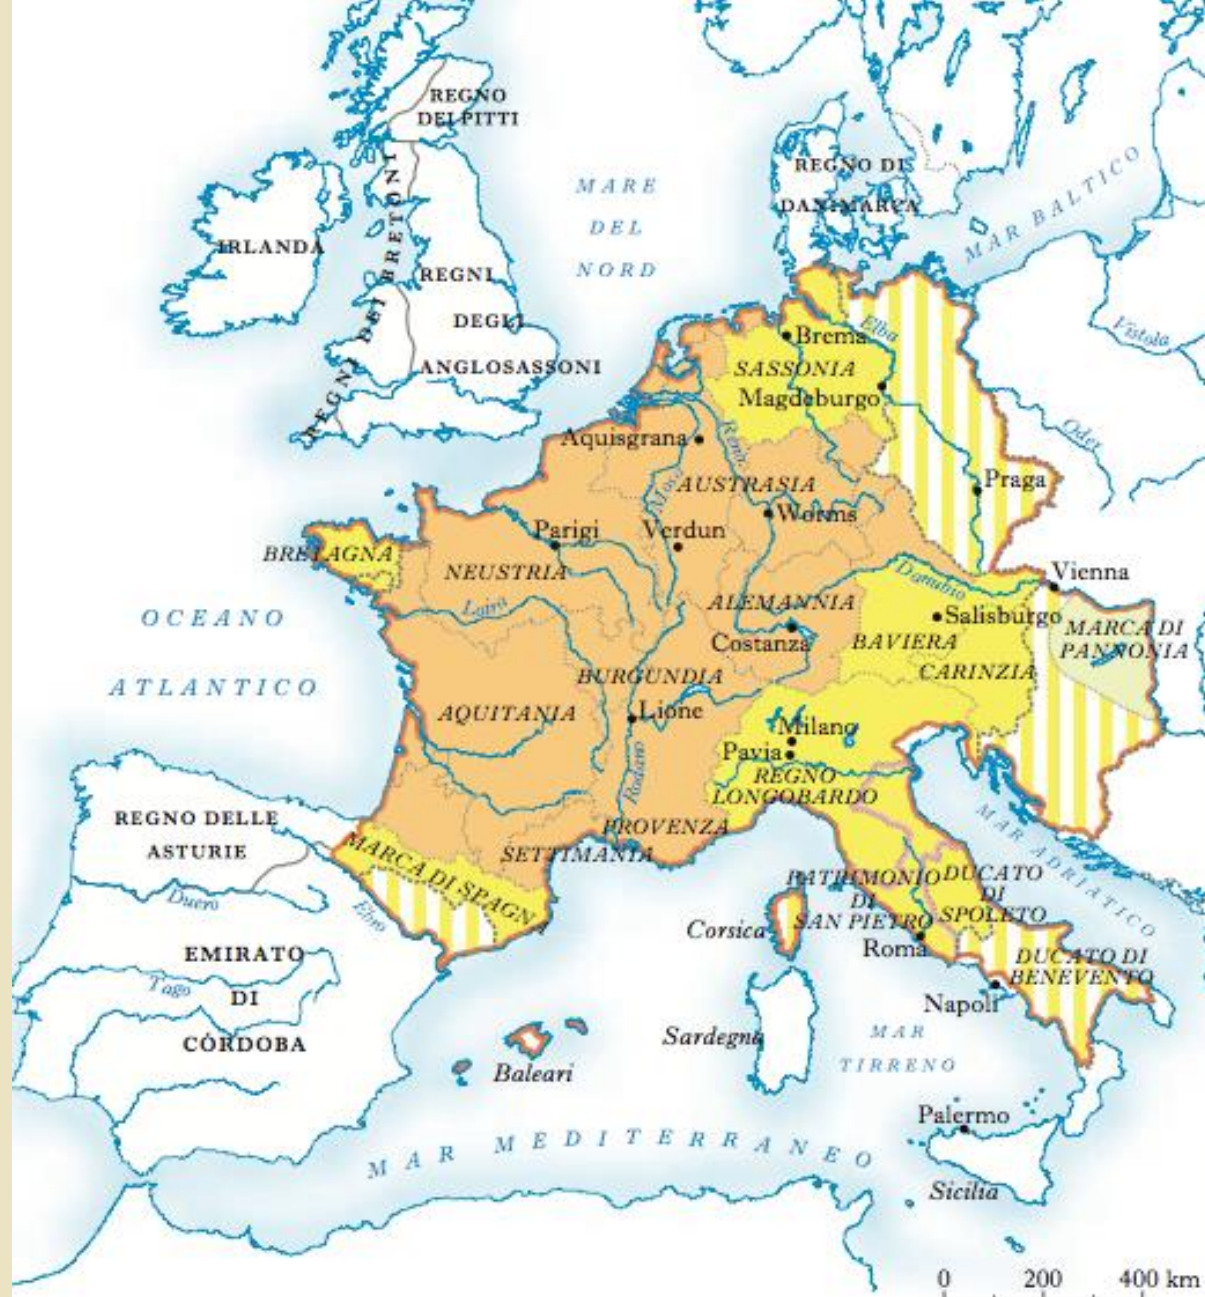 REGNO
DEI PITTI
IRLANDA
REGNI DEI BRETONI
REGNI
DEGLI
ANGLOSASSONI
MARE
DEL
NORD
REGNO DI
DANIMARCA
MAR BALTICO
Vistola
Oder
Elba
Brema
SASSONIA
Magdeburgo
Aquisgrana
Reno
Mosa
AUSTRASIA
Praga
Worms
Parigi
Verdun
BRETAGNA
NEUSTRIA
Loira
ALEMANNIA
Danubio
Vienna
Salisburgo
Costanza
BAVIERA
MARCA DI
PANNONIA
CARINZIA
OCEANO
ATLANTICO
BURGUNDIA
AQUITANIA
Lione
Milano
Pavia
REGNO
LONGOBARDO
Rodano
PROVENZA
SETTIMANIA
REGNO DELLE
ASTURIE
MARCA DI SPAGNA
MAR ADRIATICO
Duero
Ebro
PATRIMONIO
DI
SAN PIETRO
DUCATO
DI
SPOLETO
Corsica
Roma
DUCATO DI
BENEVENTO
Napoli
EMIRATO
DI
CÓRDOBA
Tago
Sardegna
MAR
TIRRENO
Baleari
Palermo
MAR MEDITERRANEO
Sicilia
0 200 400 km